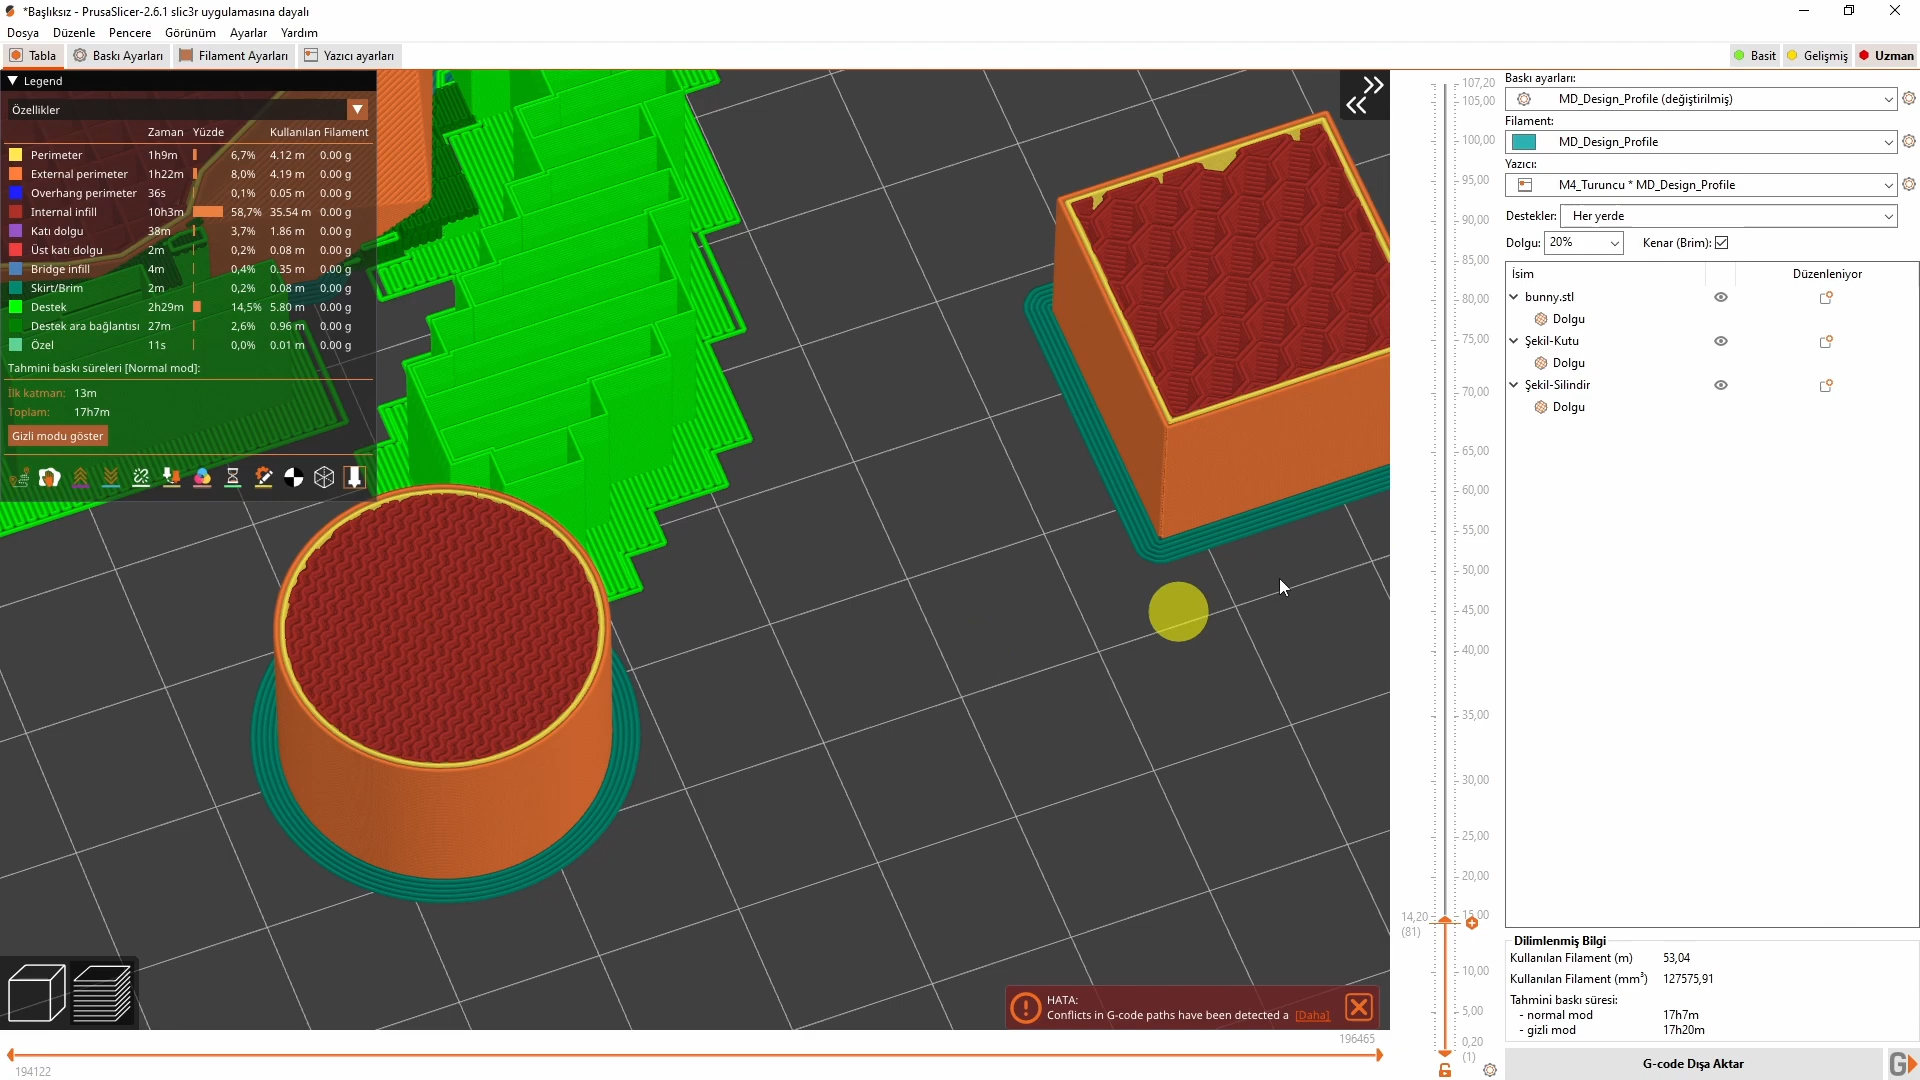 *Başlıksız - PrusaSlicer-2.6.1 slic3r uygulamasına dayalı
Dosya Düzenle Pencere Görünüm Ayarlar Yardım
Tabla Baskı Ayarları Filament Ayarları Yazıcı ayarları
Basit Gelişmiş Uzman
Legend
Özellikler
Zaman Yüzde Kullanılan Filament
Perimeter 1h9m 6,7% 4.12 m 0.00 g
External perimeter 1h22m 8,0% 4.19 m 0.00 g
Overhang perimeter 36s 0,1% 0.05 m 0.00 g
Internal infill 10h3m 58,7% 35.54 m 0.00 g
Katı dolgu 38m 3,7% 1.86 m 0.00 g
Üst katı dolgu 2m 0,2% 0.08 m 0.00 g
Bridge infill 4m 0,4% 0.35 m 0.00 g
Skirt/Brim 2m 0,2% 0.08 m 0.00 g
Destek 2h29m 14,5% 5.80 m 0.00 g
Destek ara bağlantısı 27m 2,6% 0.96 m 0.00 g
Özel 11s 0,0% 0.01 m 0.00 g
Tahmini baskı süreleri [Normal mod]:
İlk katman: 13m
Toplam: 17h7m
Gizli modu göster
HATA:
Conflicts in G-code paths have been detected a [Daha]
196465
194122
107,20
105,00
100,00
95,00
90,00
85,00
80,00
75,00
70,00
65,00
60,00
55,00
50,00
45,00
40,00
35,00
30,00
25,00
20,00
15,00
14,20
(81)
10,00
5,00
0,20
(1)
Baskı ayarları:
MD_Design_Profile (değiştirilmiş)
Filament:
MD_Design_Profile
Yazıcı:
M4_Turuncu * MD_Design_Profile
Destekler: Her yerde
Dolgu: 20% Kenar (Brim):
İsim Düzenleniyor
bunny.stl
Dolgu
Şekil-Kutu
Dolgu
Şekil-Silindir
Dolgu
Dilimlenmiş Bilgi
Kullanılan Filament (m) 53,04
Kullanılan Filament (mm³) 127575,91
Tahmini baskı süresi:
- normal mod 17h7m
- gizli mod 17h20m
G-code Dışa Aktar
G